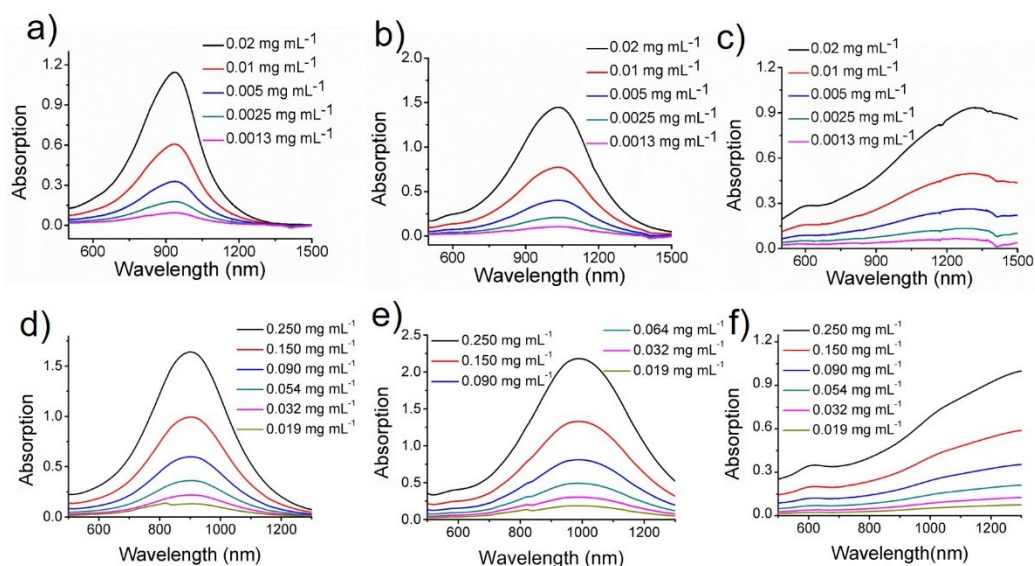 a)
0.02 mg mL⁻¹
0.01 mg mL⁻¹
0.005 mg mL⁻¹
0.0025 mg mL⁻¹
0.0013 mg mL⁻¹
Absorption
1.2
0.9
0.6
0.3
0.0
600 900 1200 1500
Wavelength (nm)
b)
0.02 mg mL⁻¹
0.01 mg mL⁻¹
0.005 mg mL⁻¹
0.0025 mg mL⁻¹
0.0013 mg mL⁻¹
Absorption
2.0
1.5
1.0
0.5
0.0
600 900 1200 1500
Wavelength (nm)
c)
0.02 mg mL⁻¹
0.01 mg mL⁻¹
0.005 mg mL⁻¹
0.0025 mg mL⁻¹
0.0013 mg mL⁻¹
Absorption
1.2
0.9
0.6
0.3
0.0
600 900 1200 1500
Wavelength (nm)
d)
0.250 mg mL⁻¹
0.150 mg mL⁻¹
0.090 mg mL⁻¹
0.054 mg mL⁻¹
0.032 mg mL⁻¹
0.019 mg mL⁻¹
Absorption
1.5
1.0
0.5
0.0
600 800 1000 1200
Wavelength (nm)
e)
0.250 mg mL⁻¹
0.150 mg mL⁻¹
0.090 mg mL⁻¹
0.064 mg mL⁻¹
0.032 mg mL⁻¹
0.019 mg mL⁻¹
Absorption
2.5
2.0
1.5
1.0
0.5
0.0
600 800 1000 1200
Wavelength (nm)
f)
0.250 mg mL⁻¹
0.150 mg mL⁻¹
0.090 mg mL⁻¹
0.054 mg mL⁻¹
0.032 mg mL⁻¹
0.019 mg mL⁻¹
Absorption
1.2
0.9
0.6
0.3
0.0
600 800 1000 1200
Wavelength(nm)